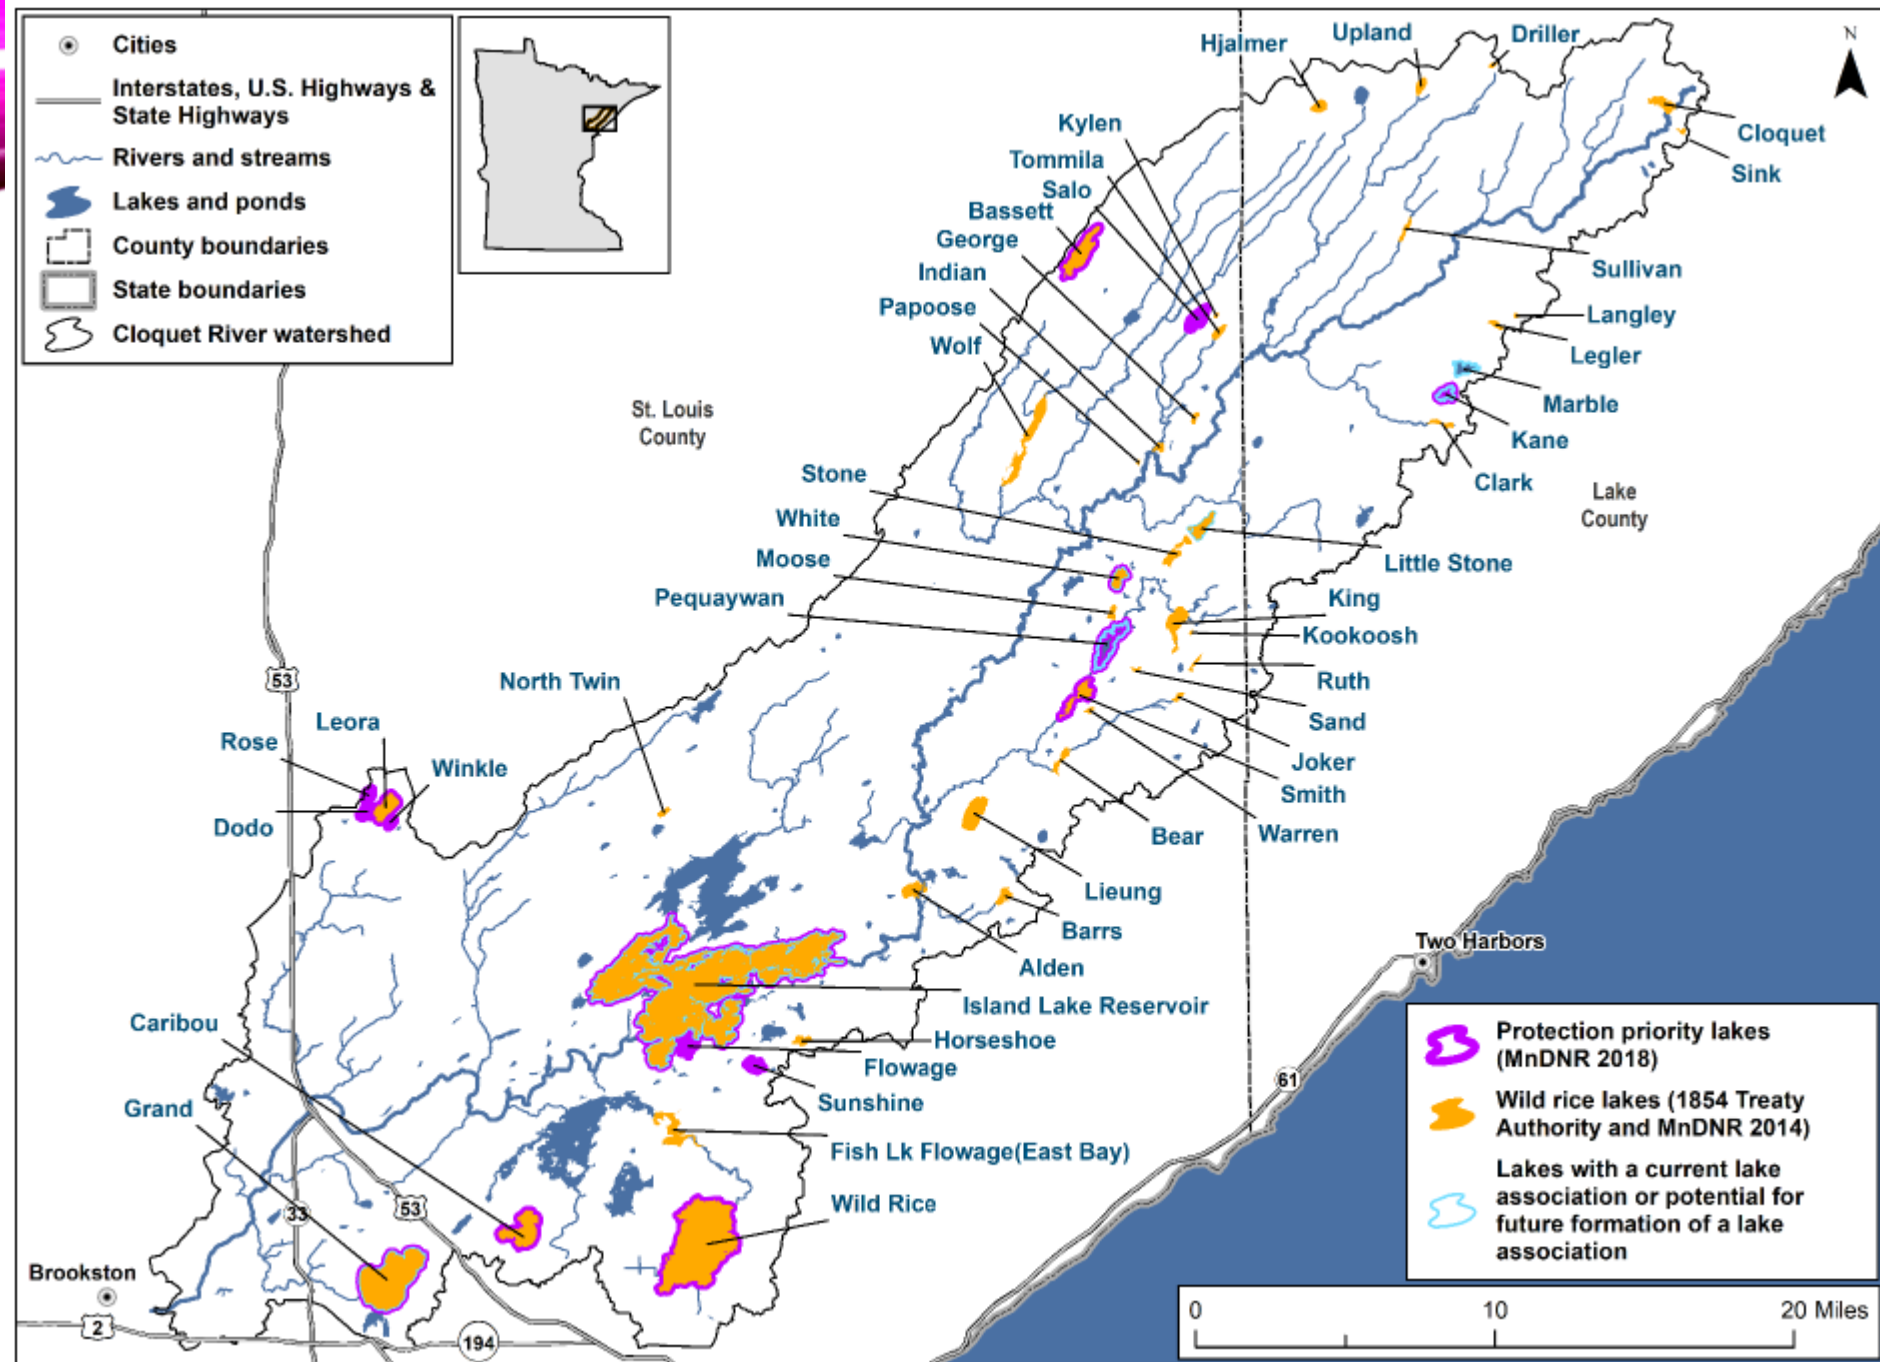 Cities
Interstates, U.S. Highways &
State Highways
Rivers and streams
Lakes and ponds
County boundaries
State boundaries
Cloquet River watershed
N
Hjalmer
Upland
Driller
Kylen
Tommila
Salo
Bassett
George
Indian
Papoose
Wolf
Cloquet
Sink
Sullivan
Langley
Legler
Marble
Kane
Clark
St. Louis
County
Lake
County
Stone
White
Moose
Pequaywan
Little Stone
King
Kookoosh
Ruth
Sand
Joker
Smith
Warren
Bear
North Twin
53
Leora
Rose
Winkle
Dodo
Lieung
Barrs
Alden
Island Lake Reservoir
Horseshoe
Flowage
Sunshine
Fish Lk Flowage(East Bay)
Wild Rice
Caribou
Grand
33
53
Brookston
2
194
Two Harbors
61
Protection priority lakes
(MnDNR 2018)
Wild rice lakes (1854 Treaty
Authority and MnDNR 2014)
Lakes with a current lake
association or potential for
future formation of a lake
association
0 10 20 Miles